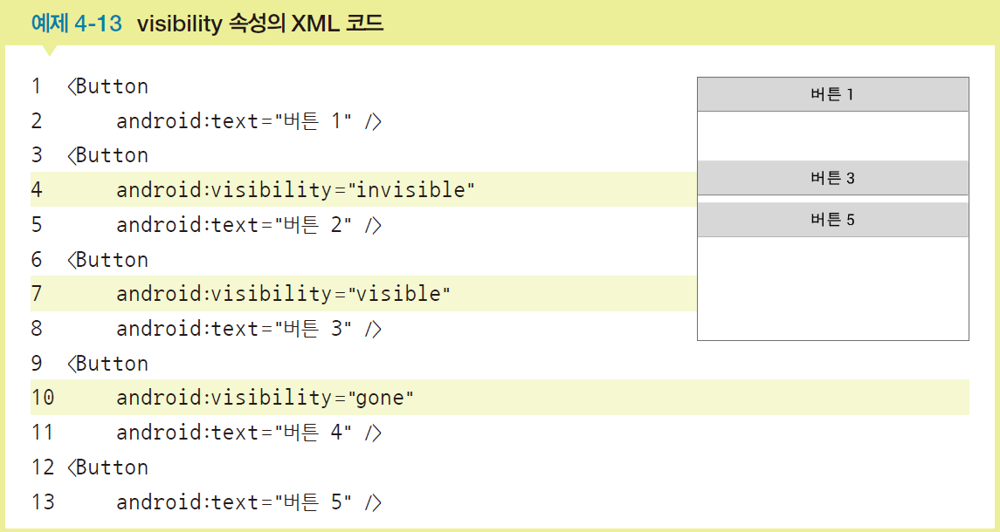 예제 4-13 visibility 속성의 XML 코드
1 <Button
2 android:text="버튼 1" />
3 <Button
4 android:visibility="invisible"
5 android:text="버튼 2" />
6 <Button
7 android:visibility="visible"
8 android:text="버튼 3" />
9 <Button
10 android:visibility="gone"
11 android:text="버튼 4" />
12 <Button
13 android:text="버튼 5" />
버튼 1
버튼 3
버튼 5